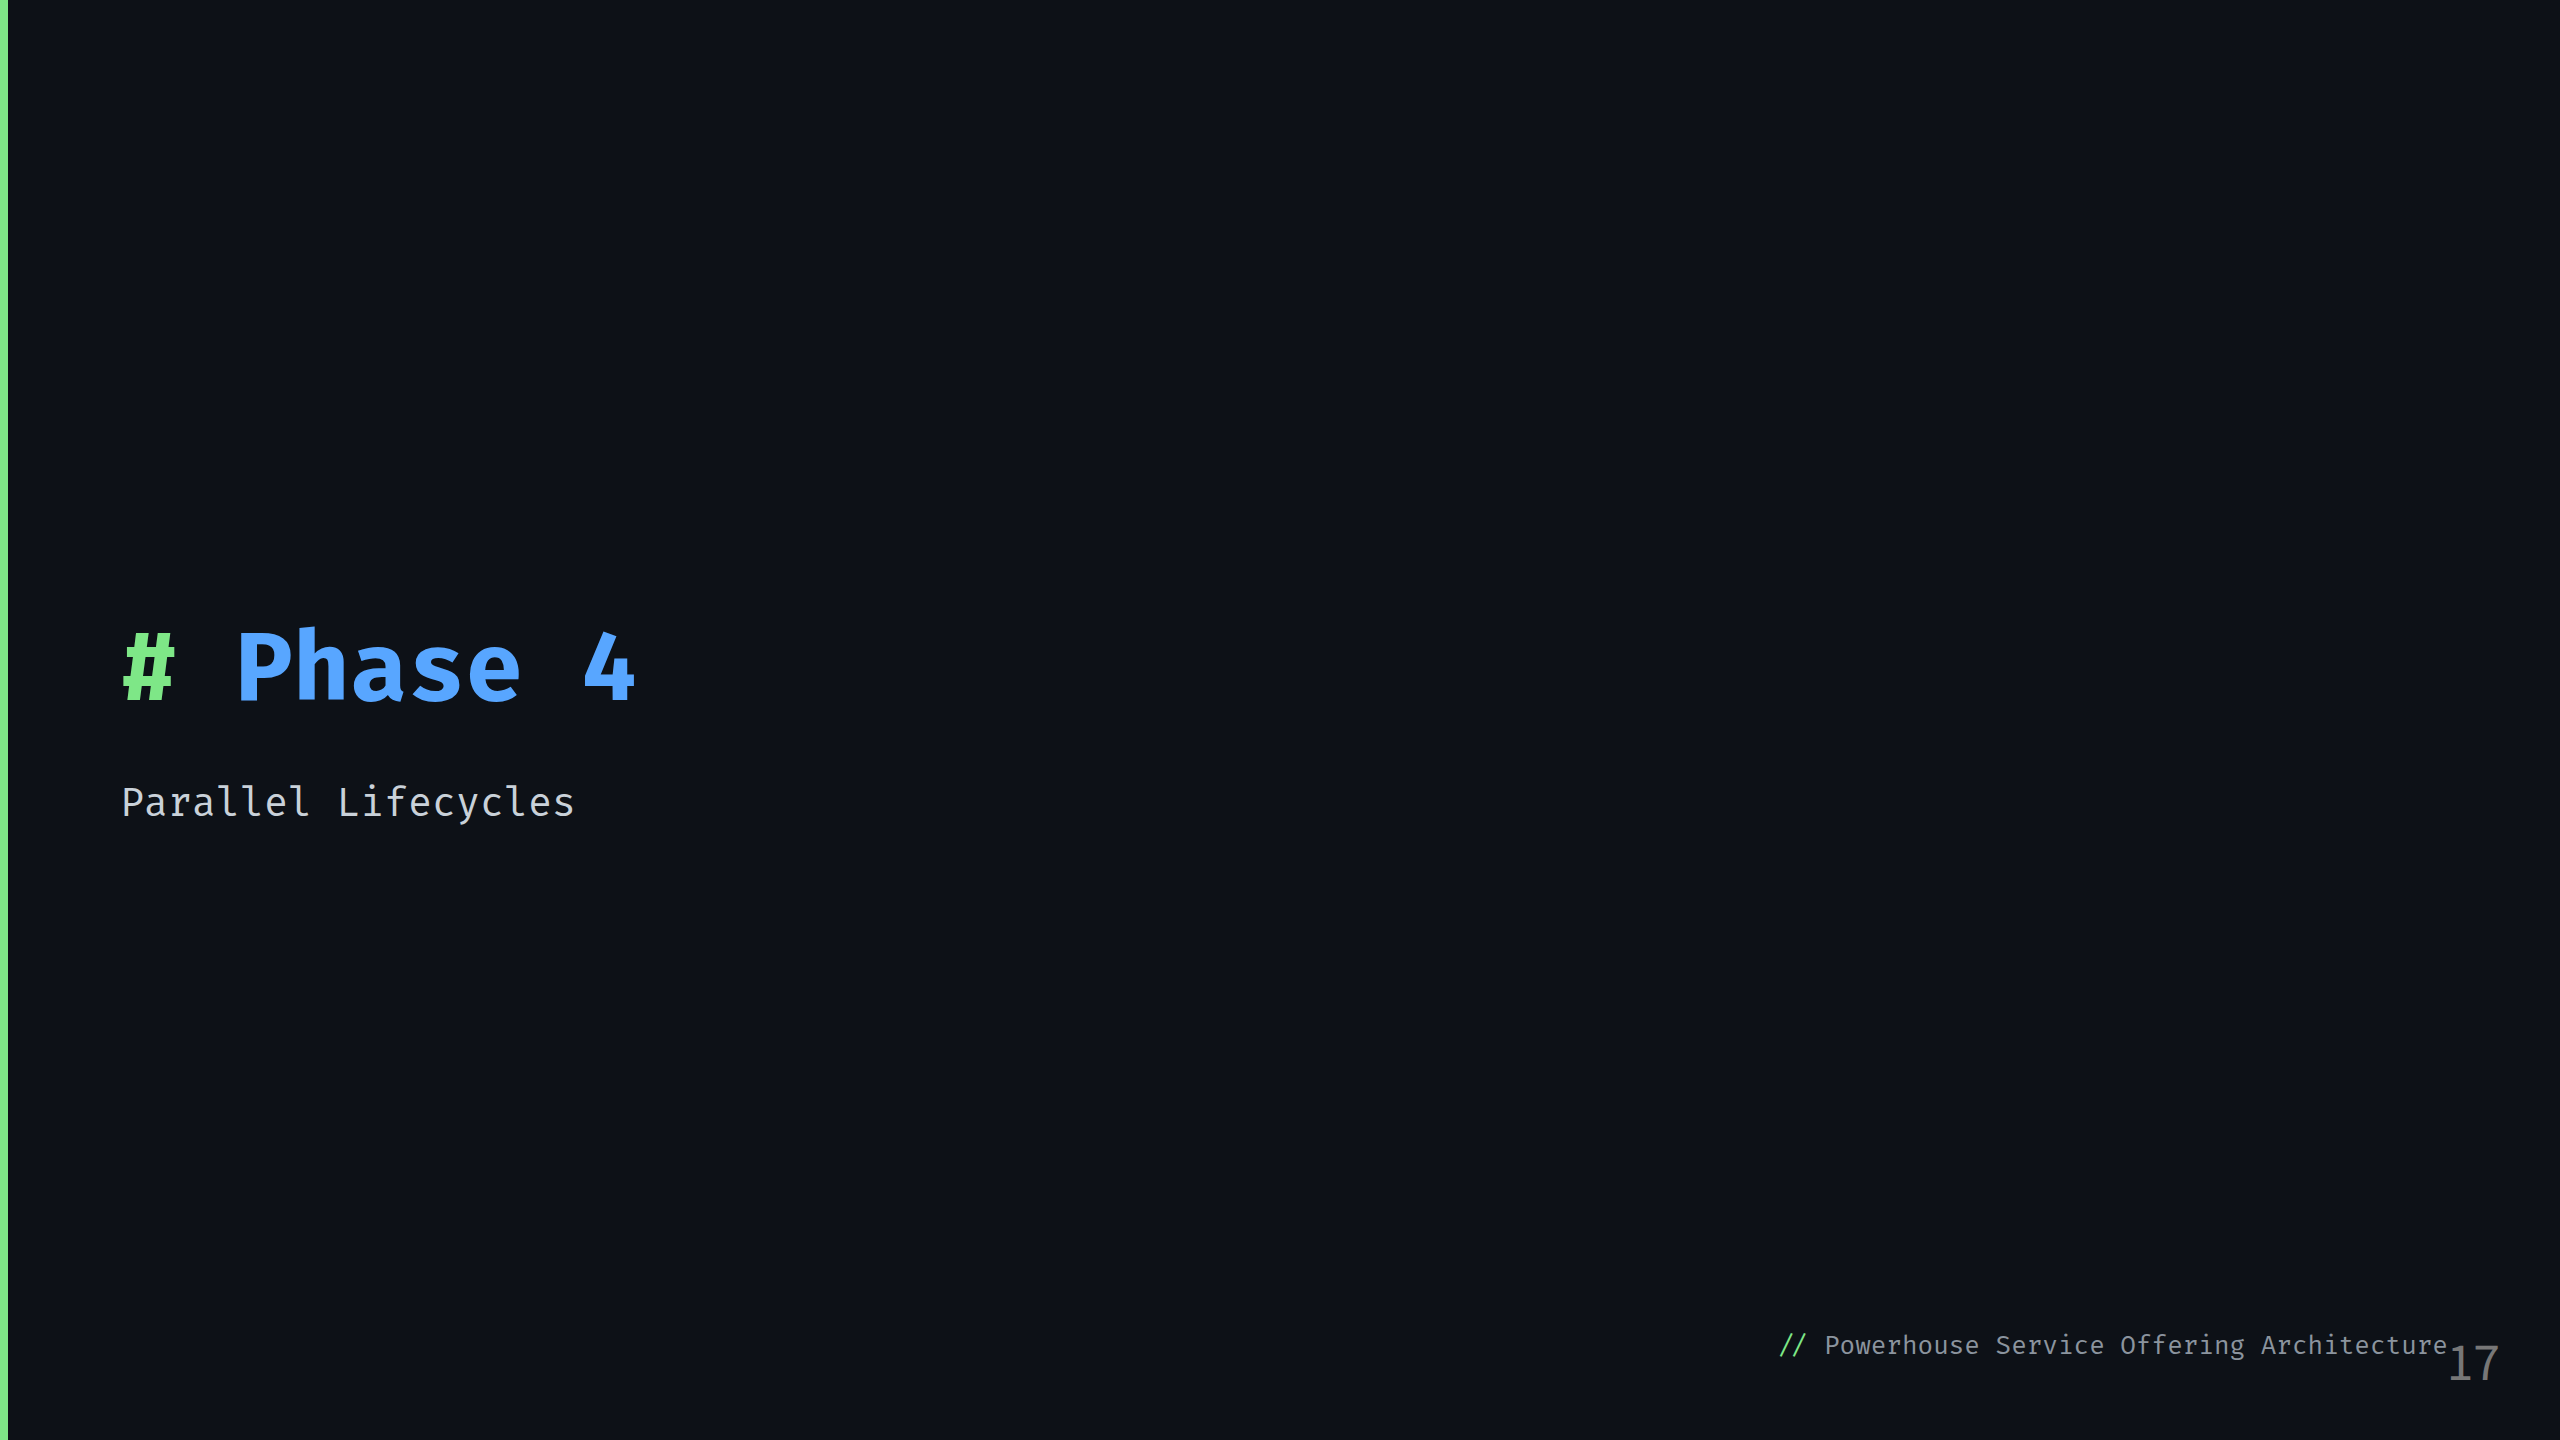 # Phase 4
Parallel Lifecycles
// Powerhouse Service Offering Architecture
17